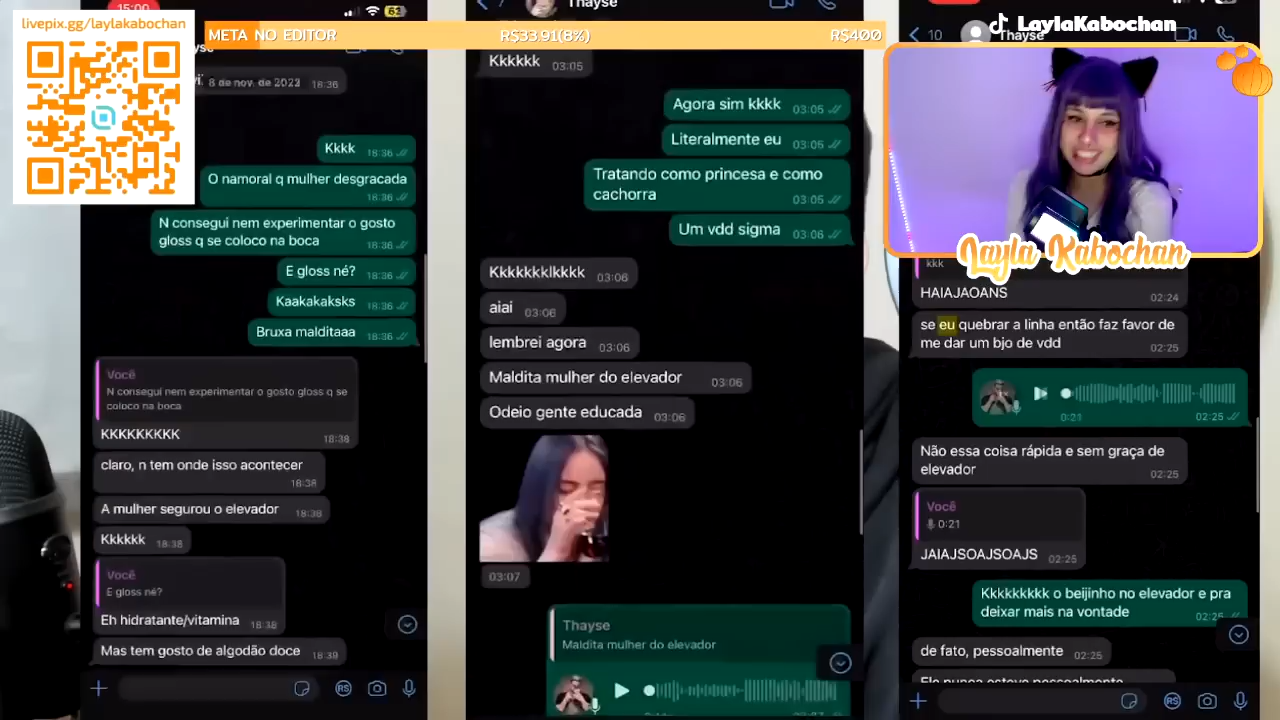 livepix.gg/laylakabochan
META NO EDITOR
R$33.91(8%)
R$400
LaylaKabochan
Layla Kabochan
15:00
8 de nov. de 2022
18:36
Kkkk
18:36
O namoral q mulher desgracada
18:36
N consegui nem experimentar o gosto
gloss q se coloco na boca
18:36
E gloss né?
18:36
Kaakakaksks
18:36
Bruxa malditaaa
18:36
Você
N consegui nem experimentar o gosto gloss q se
coloco na boca
KKKKKKKKK
18:38
claro, n tem onde isso acontecer
18:38
A mulher segurou o elevador
18:38
Kkkkkk
18:38
Você
E gloss né?
Eh hidratante/vitamina
18:38
Mas tem gosto de algodão doce
18:39
Thayse
Kkkkkk
03:05
Agora sim kkkk
03:05
Literalmente eu
03:05
Tratando como princesa e como
cachorra
03:05
Um vdd sigma
03:06
Kkkkkkklkkkk
03:06
aiai
03:06
lembrei agora
03:06
Maldita mulher do elevador
03:06
Odeio gente educada
03:06
03:07
Thayse
Maldita mulher do elevador
10
Thayse
kkk
HAIAJAOANS
02:24
se eu quebrar a linha então faz favor de
me dar um bjo de vdd
02:25
0:21
02:25
Não essa coisa rápida e sem graça de
elevador
02:25
Você
0:21
JAIAJSOAJSOAJS
02:25
Kkkkkkkkk o beijinho no elevador e pra
deixar mais na vontade
02:25
de fato, pessoalmente
02:25